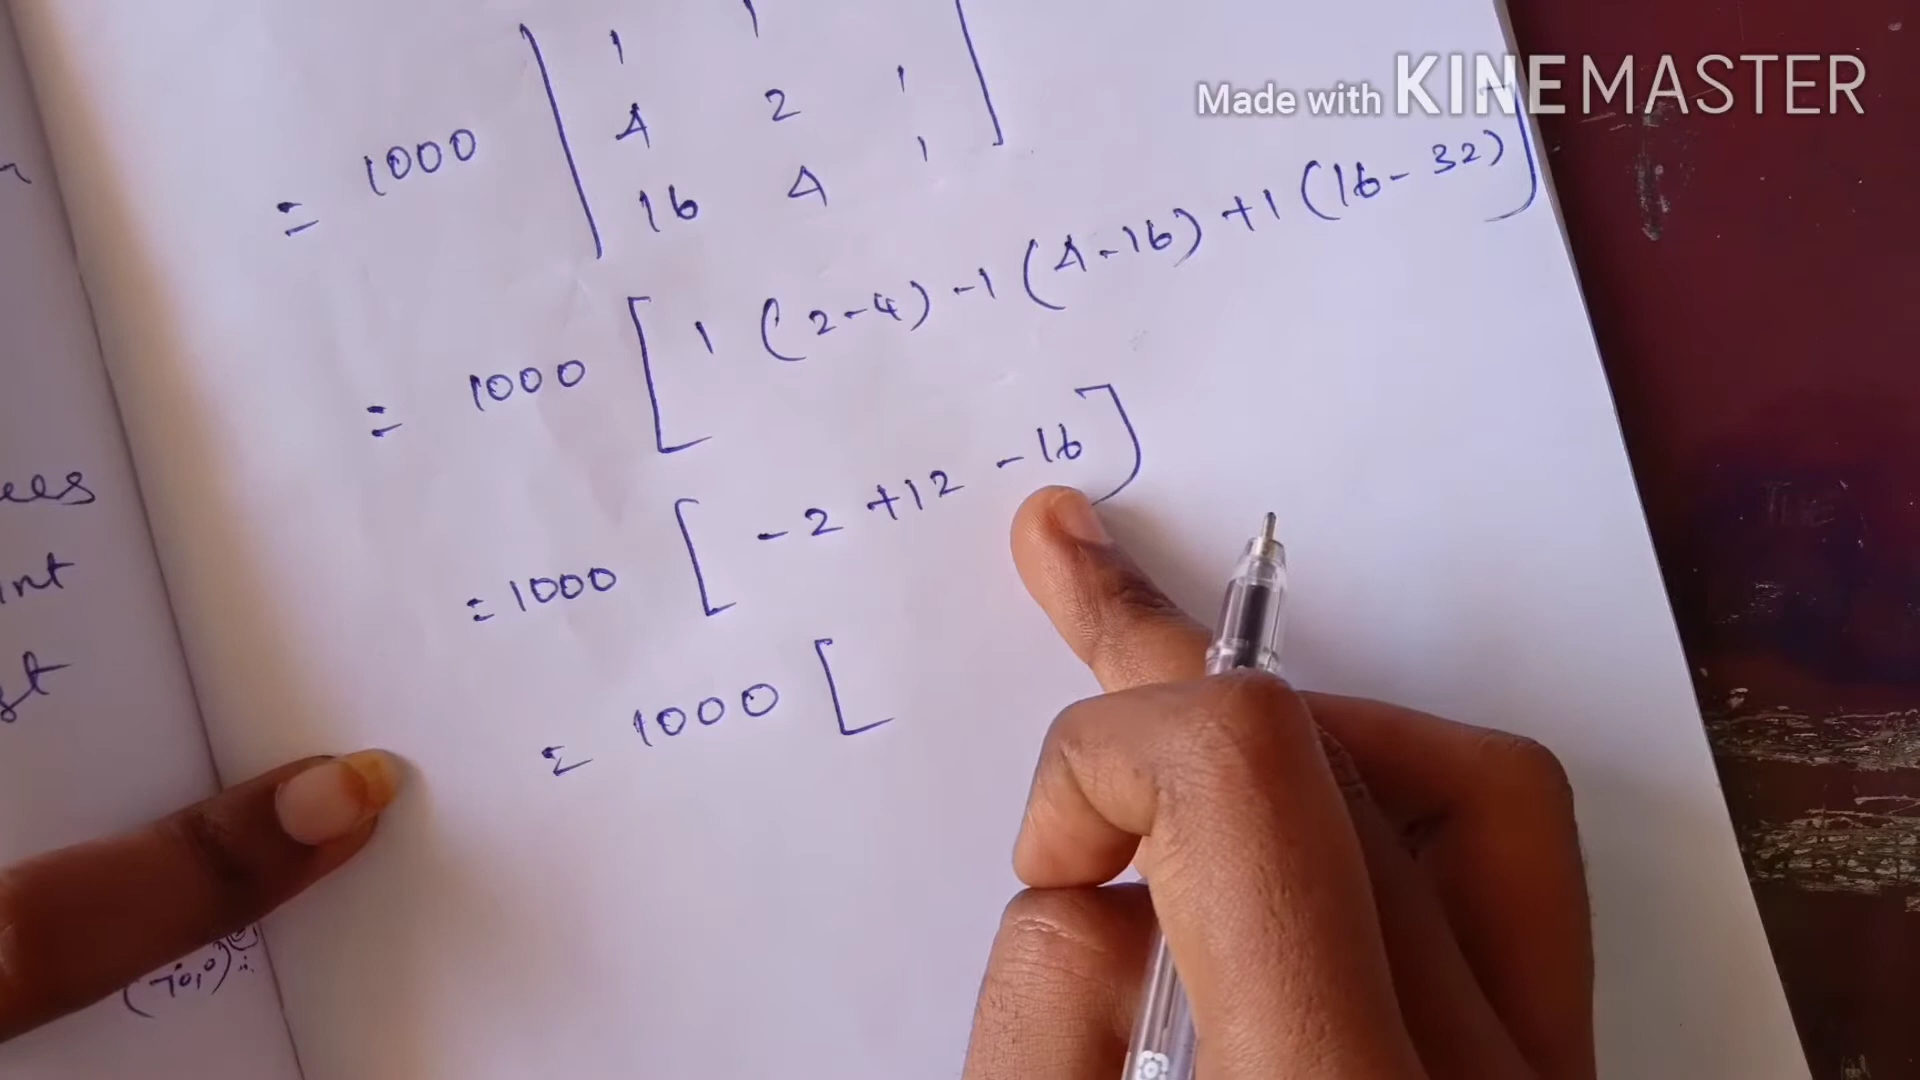 Made with KINEMASTER
1 1
4 2 1
= 1000
16 4 1
= 1000 [ 1 (2-4) -1 (4-16) +1 (16-32) ]
= 1000 [ -2 +12 -16 ]
= 1000 [